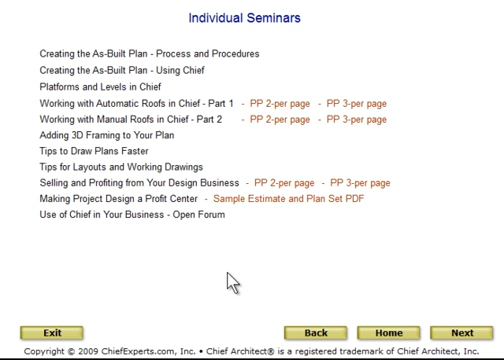 Individual Seminars
Creating the As-Built Plan - Process and Procedures
Creating the As-Built Plan - Using Chief
Platforms and Levels in Chief
Working with Automatic Roofs in Chief - Part 1 - PP 2-per page - PP 3-per page
Working with Manual Roofs in Chief - Part 2 - PP 2-per page - PP 3-per page
Adding 3D Framing to Your Plan
Tips to Draw Plans Faster
Tips for Layouts and Working Drawings
Selling and Profiting from Your Design Business - PP 2-per page - PP 3-per page
Making Project Design a Profit Center - Sample Estimate and Plan Set PDF
Use of Chief in Your Business - Open Forum
Exit Back Home Next
Copyright © 2009 ChiefExperts.com, Inc. • Chief Architect® is a registered trademark of Chief Architect, Inc.